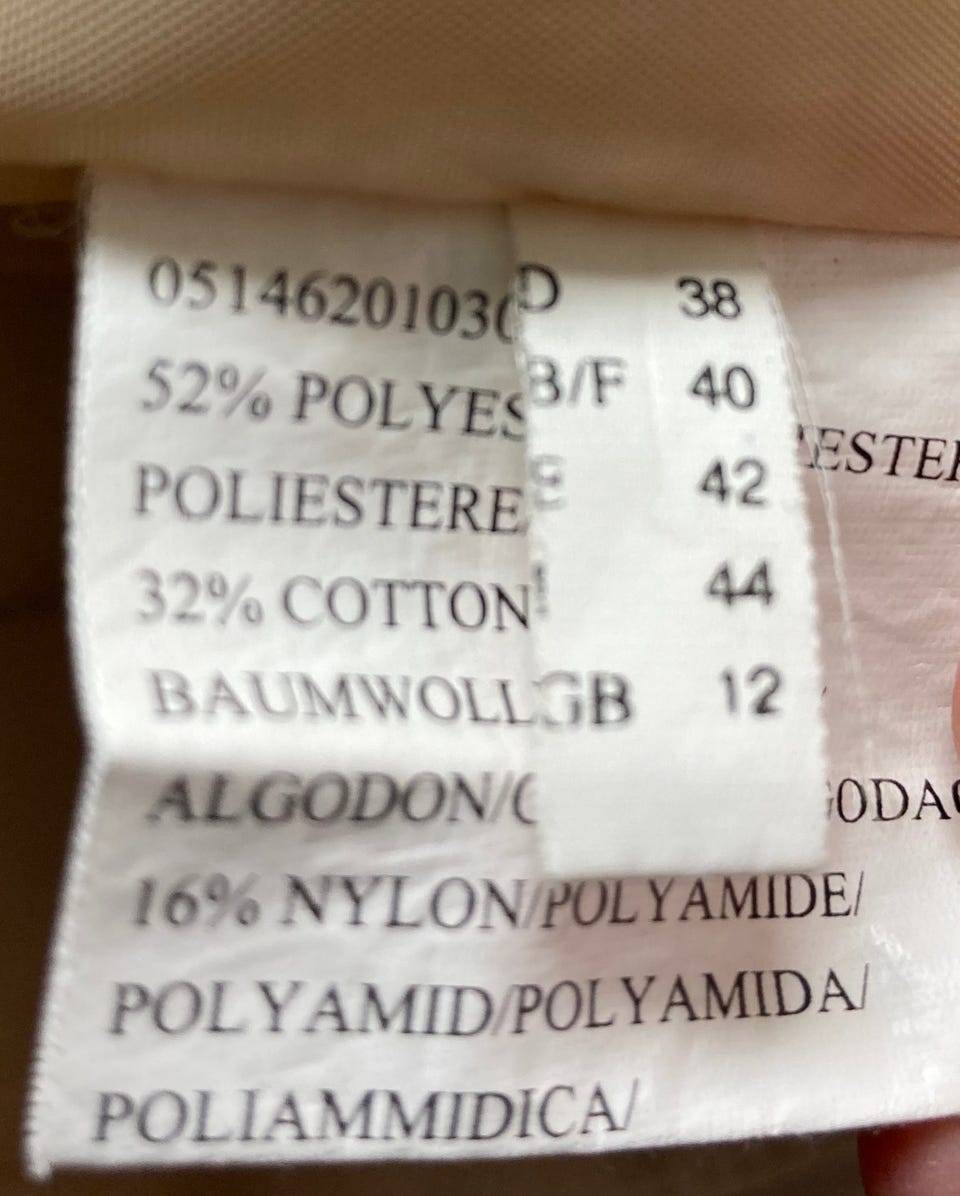 05146201030
D 38
52% POLYES
B/F 40
ESTER
POLIESTERE
42
32% COTTON
44
BAUMWOLL
GB 12
ALGODON/
ODAO
16% NYLON/POLYAMIDE/
POLYAMID/POLYAMIDA/
POLIAMMIDICA/